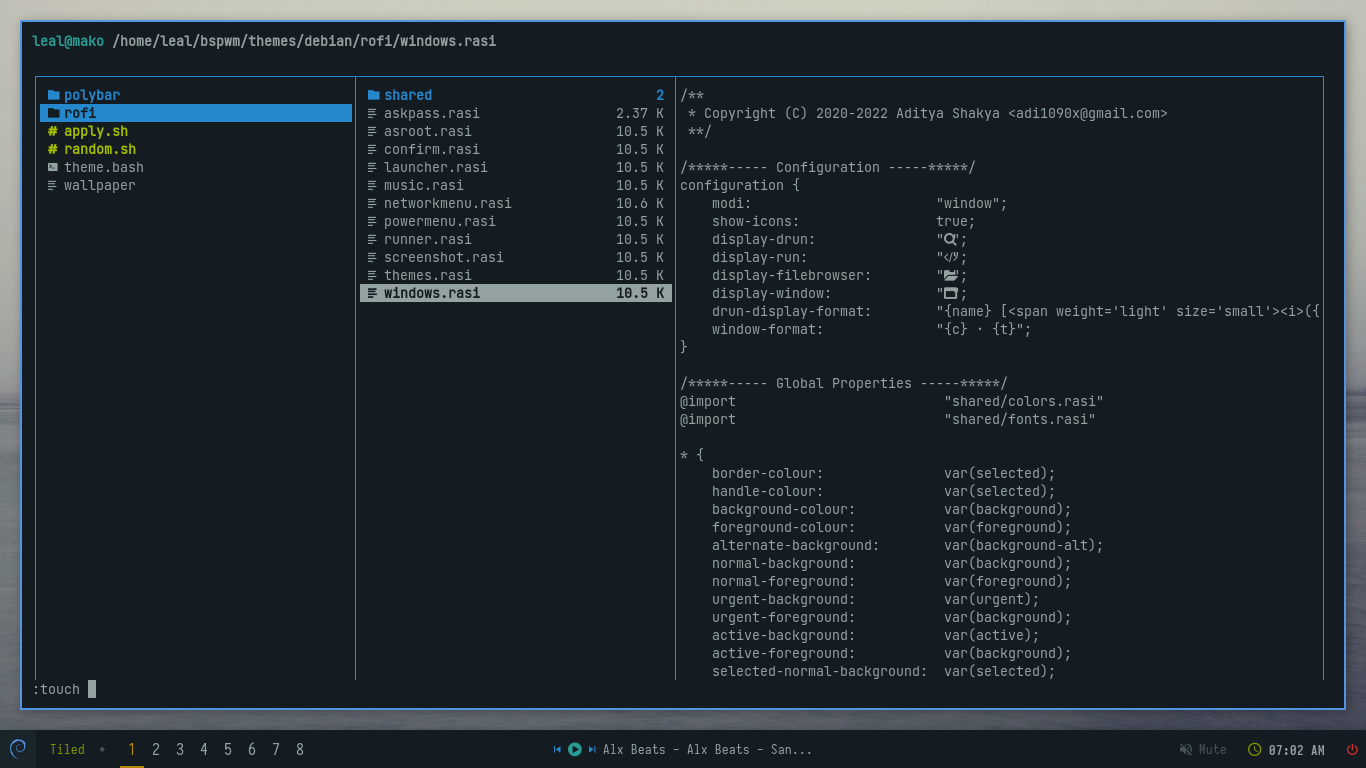 leal@mako /home/leal/bspwm/themes/debian/rofi/windows.rasi
polybar
rofi
# apply.sh
# random.sh
theme.bash
wallpaper
shared 2
askpass.rasi 2.37 K
asroot.rasi 10.5 K
confirm.rasi 10.5 K
launcher.rasi 10.5 K
music.rasi 10.5 K
networkmenu.rasi 10.6 K
powermenu.rasi 10.5 K
runner.rasi 10.5 K
screenshot.rasi 10.5 K
themes.rasi 10.5 K
windows.rasi 10.5 K
/**
 * Copyright (C) 2020-2022 Aditya Shakya <adi1090x@gmail.com>
 **/
/*****----- Configuration -----*****/
configuration {
    modi: "window";
    show-icons: true;
    display-drun: "";
    display-run: "";
    display-filebrowser: "";
    display-window: "";
    drun-display-format: "{name} [<span weight='light' size='small'><i>({
    window-format: "{c} · {t}";
}
/*****----- Global Properties -----*****/
@import "shared/colors.rasi"
@import "shared/fonts.rasi"
* {
    border-colour: var(selected);
    handle-colour: var(selected);
    background-colour: var(background);
    foreground-colour: var(foreground);
    alternate-background: var(background-alt);
    normal-background: var(background);
    normal-foreground: var(foreground);
    urgent-background: var(urgent);
    urgent-foreground: var(background);
    active-background: var(active);
    active-foreground: var(background);
    selected-normal-background: var(selected);
:touch
Tiled 1 2 3 4 5 6 7 8 Alx Beats - Alx Beats - San... Mute 07:02 AM